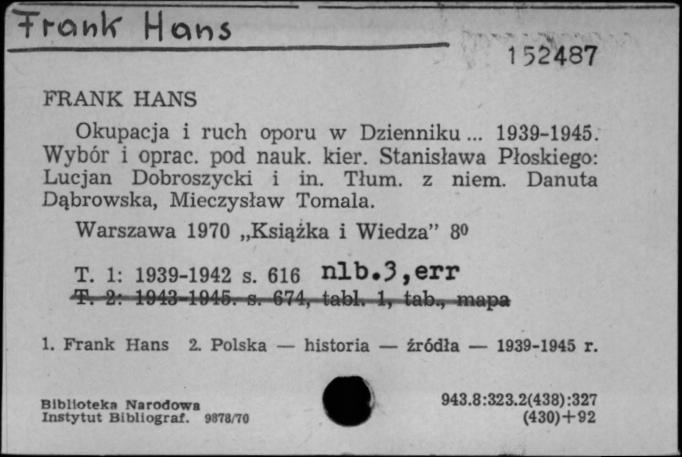 Frank Hans
152487
FRANK HANS
Okupacja i ruch oporu w Dzienniku ... 1939-1945.
Wybór i oprac. pod nauk. kier. Stanisława Płoskiego:
Lucjan Dobroszycki i in. Tłum. z niem. Danuta
Dąbrowska, Mieczysław Tomala.
Warszawa 1970 „Książka i Wiedza” 8⁰
T. 1: 1939-1942 s. 616 nlb.3,err
T. 2: 1943-1945. s. 674, tabl. 1, tab., mapa
1. Frank Hans 2. Polska — historia — źródła — 1939-1945 r.
Biblioteka Narodowa
Instytut Bibliograf. 9878/70
943.8:323.2(438):327
(430)+92